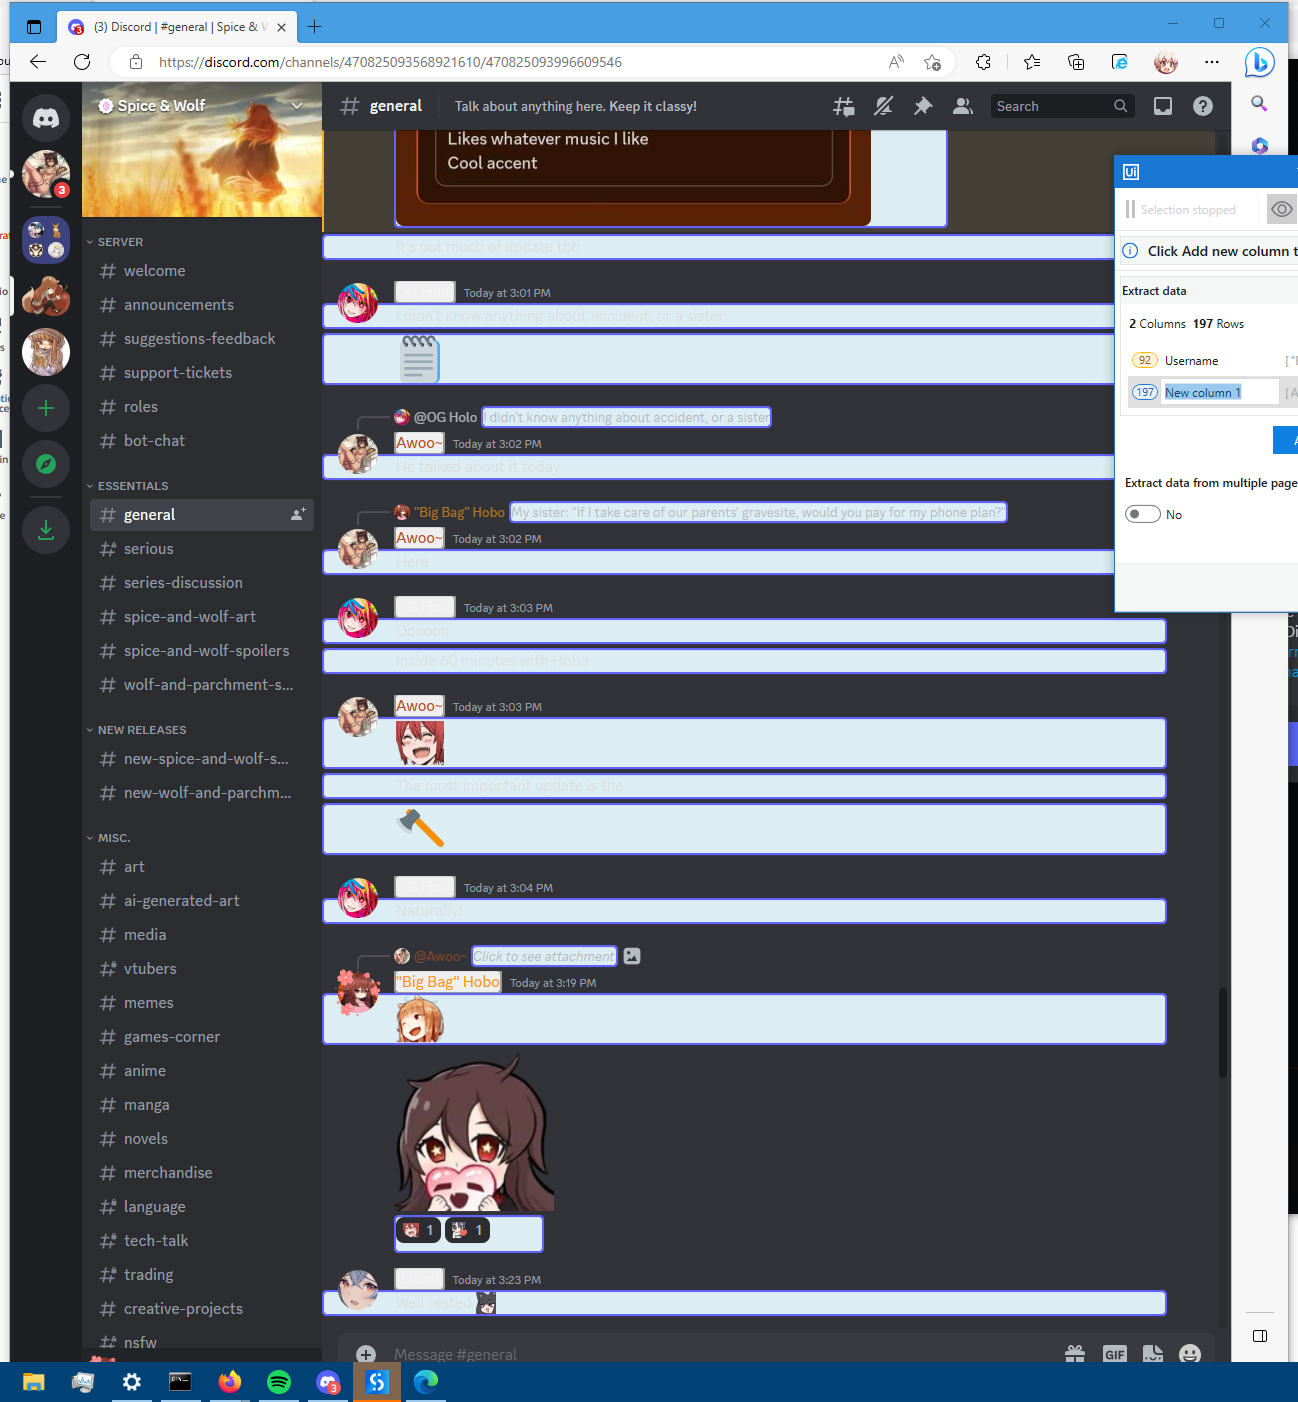 (3) Discord | #general | Spice & W
https://discord.com/channels/470825093568921610/470825093996609546
Spice & Wolf
general
Talk about anything here. Keep it classy!
Search
3
SERVER
welcome
announcements
suggestions-feedback
support-tickets
roles
bot-chat
ESSENTIALS
general
serious
series-discussion
spice-and-wolf-art
spice-and-wolf-spoilers
wolf-and-parchment-s...
NEW RELEASES
new-spice-and-wolf-s...
new-wolf-and-parchm...
MISC.
art
ai-generated-art
media
vtubers
memes
games-corner
anime
manga
novels
merchandise
language
tech-talk
trading
creative-projects
nsfw
Likes whatever music I like
Cool accent
It's not much of update tbh
Today at 3:01 PM
I didn't know anything about accident, or a sister
@OG Holo I didn't know anything about accident, or a sister
Awoo~ Today at 3:02 PM
He talked about it today
"Big Bag" Hobo My sister: "If I take care of our parents' gravesite, would you pay for my phone plan?"
Awoo~ Today at 3:02 PM
Here
Today at 3:03 PM
Oooooh
Inside 60 minutes with Hobo
Awoo~ Today at 3:03 PM
The most important update is the
Today at 3:04 PM
Naturally!
@Awoo~ Click to see attachment
"Big Bag" Hobo Today at 3:19 PM
1 1
Today at 3:23 PM
Well rested
Message #general
GIF
Ui
Selection stopped
Click Add new column t
Extract data
2 Columns 197 Rows
92 Username
197 New column 1
Extract data from multiple page
No
3